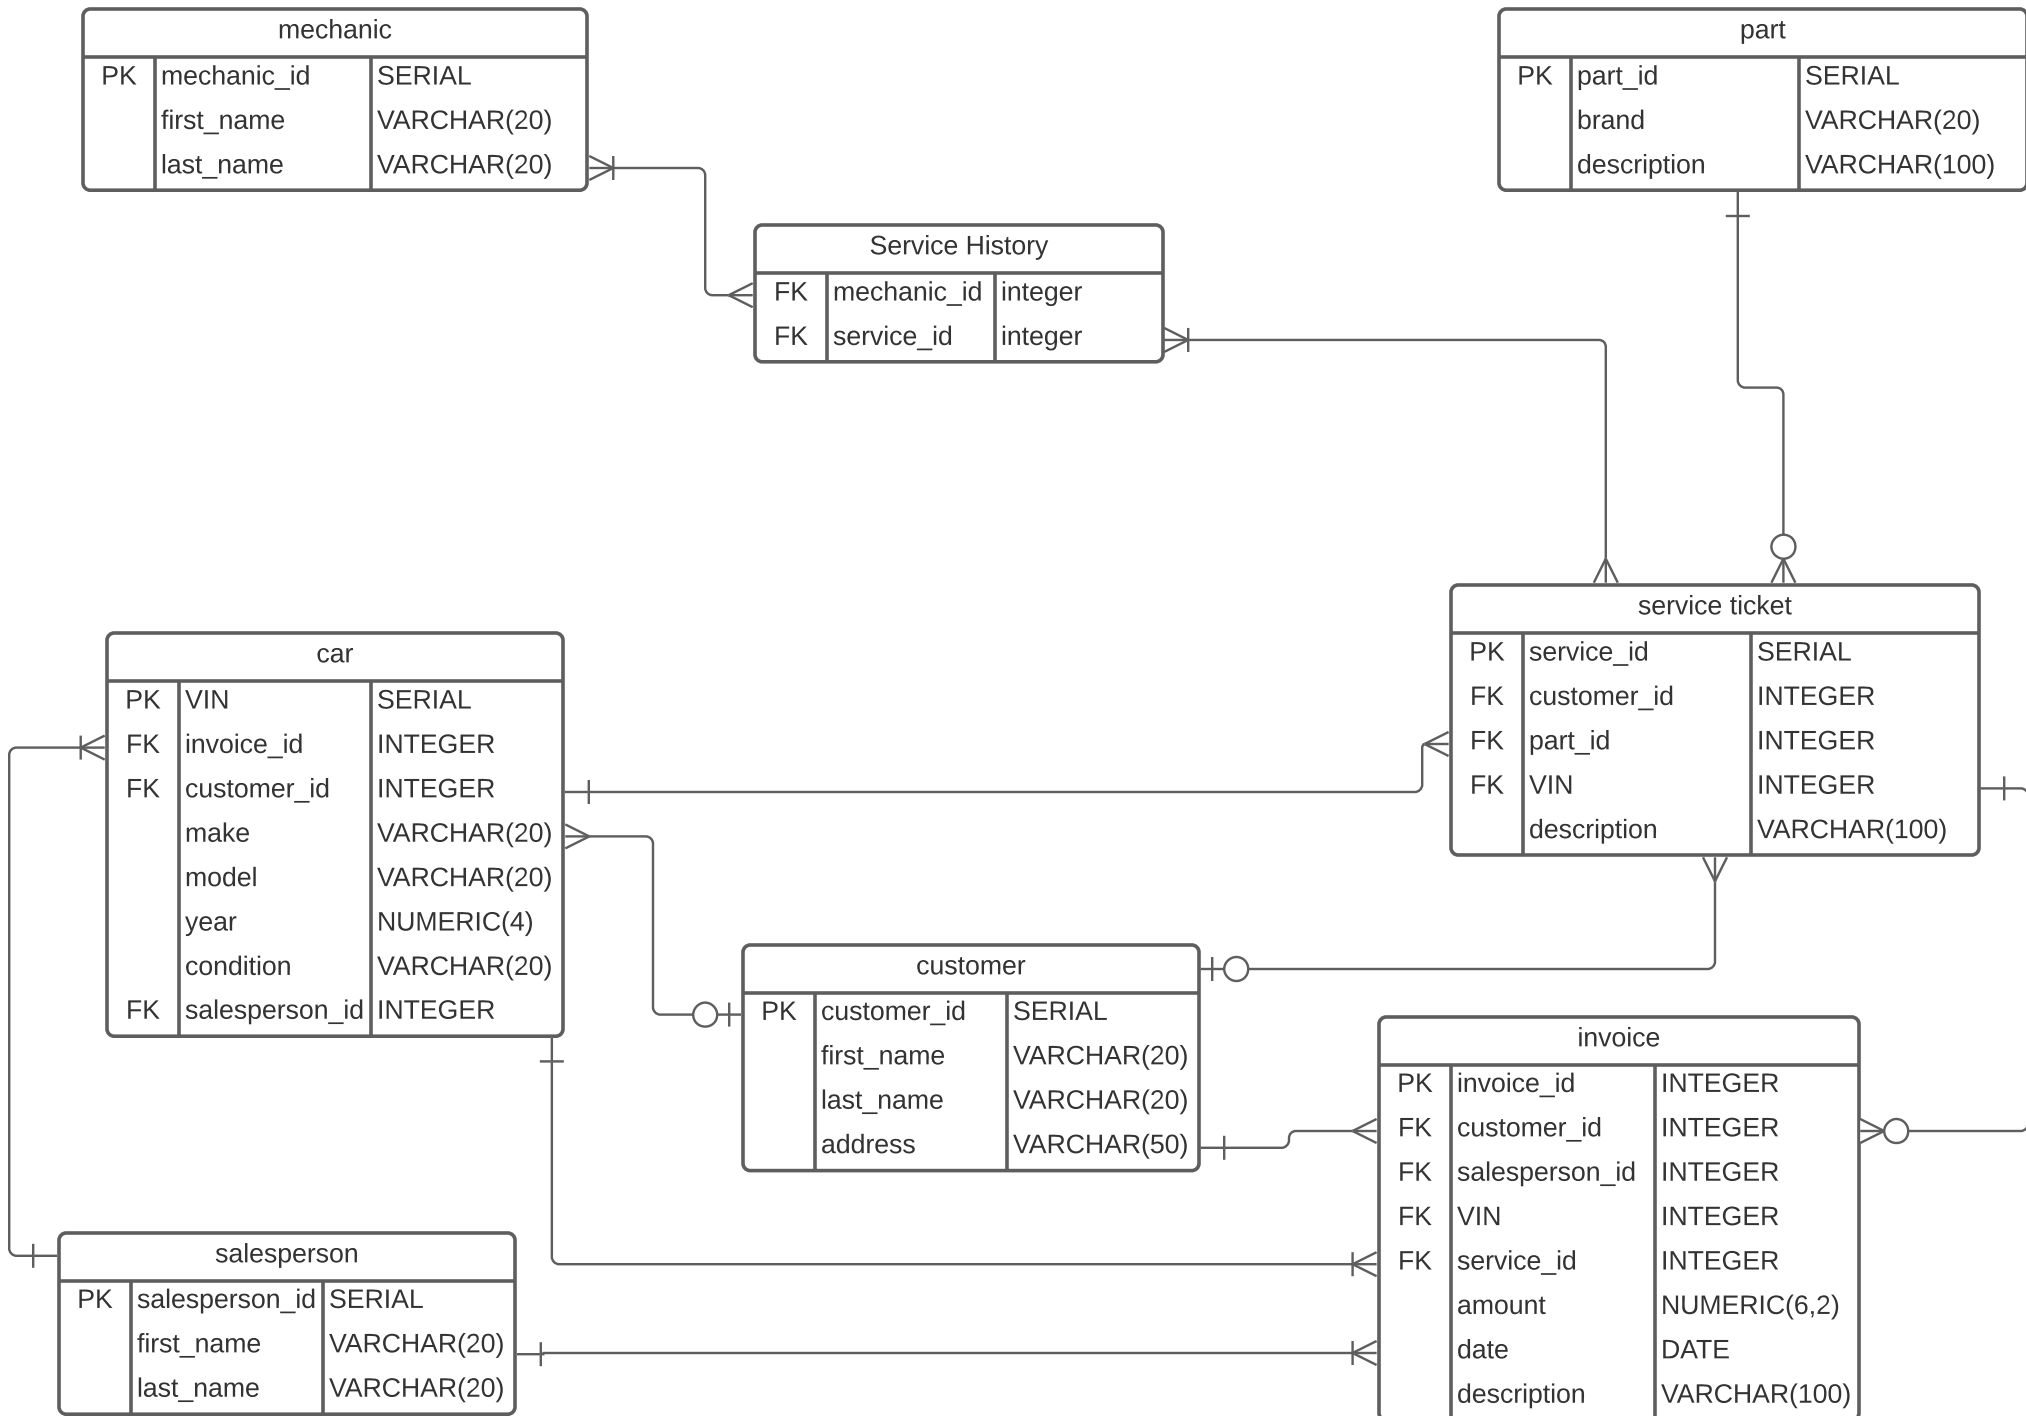 mechanic
PK mechanic_id SERIAL
first_name VARCHAR(20)
last_name VARCHAR(20)
part
PK part_id SERIAL
brand VARCHAR(20)
description VARCHAR(100)
Service History
FK mechanic_id integer
FK service_id integer
service ticket
PK service_id SERIAL
FK customer_id INTEGER
FK part_id INTEGER
FK VIN INTEGER
description VARCHAR(100)
car
PK VIN SERIAL
FK invoice_id INTEGER
FK customer_id INTEGER
make VARCHAR(20)
model VARCHAR(20)
year NUMERIC(4)
condition VARCHAR(20)
FK salesperson_id INTEGER
customer
PK customer_id SERIAL
first_name VARCHAR(20)
last_name VARCHAR(20)
address VARCHAR(50)
invoice
PK invoice_id INTEGER
FK customer_id INTEGER
FK salesperson_id INTEGER
FK VIN INTEGER
FK service_id INTEGER
amount NUMERIC(6,2)
date DATE
description VARCHAR(100)
salesperson
PK salesperson_id SERIAL
first_name VARCHAR(20)
last_name VARCHAR(20)